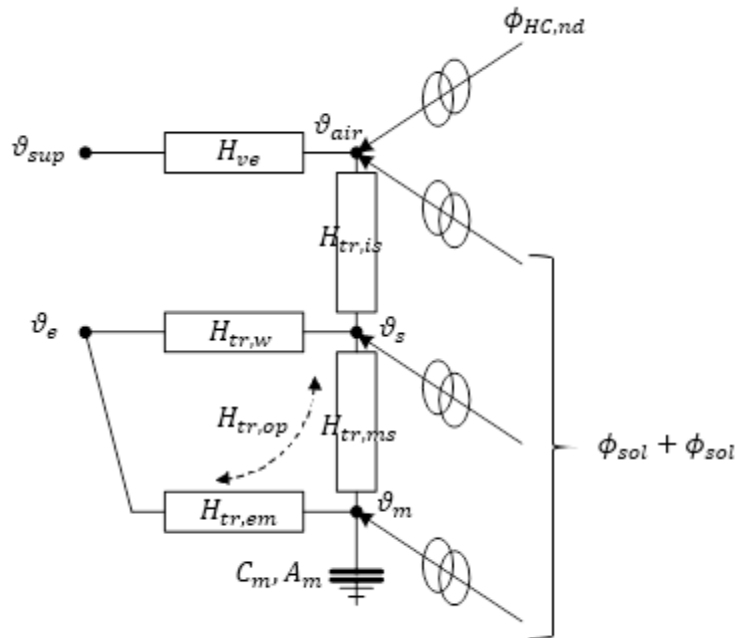 ϕ_{HC,nd}
ϑ_{sup}
H_{ve}
ϑ_{air}
H_{tr,is}
ϑ_e
H_{tr,w}
ϑ_s
H_{tr,op}
H_{tr,ms}
ϕ_{sol} + ϕ_{sol}
H_{tr,em}
ϑ_m
C_m, A_m